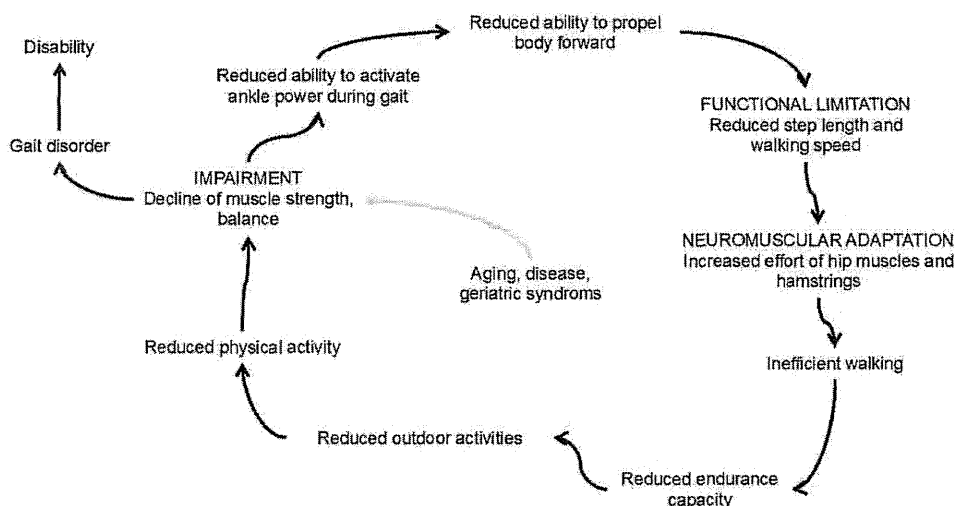 Disability
Gait disorder
Reduced ability to activate
ankle power during gait
Reduced ability to propel
body forward
FUNCTIONAL LIMITATION
Reduced step length and
walking speed
IMPAIRMENT
Decline of muscle strength,
balance
NEUROMUSCULAR ADAPTATION
Increased effort of hip muscles and
hamstrings
Aging, disease,
geriatric syndroms
Reduced physical activity
Inefficient walking
Reduced outdoor activities
Reduced endurance
capacity